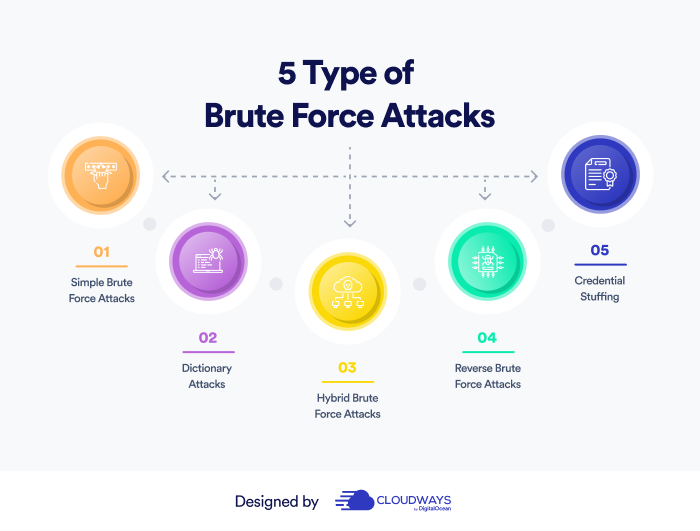 5 Type of
Brute Force Attacks
01
Simple Brute
Force Attacks
02
Dictionary
Attacks
03
Hybrid Brute
Force Attacks
04
Reverse Brute
Force Attacks
05
Credential
Stuffing
Designed by
CLOUDWAYS
by DigitalOcean